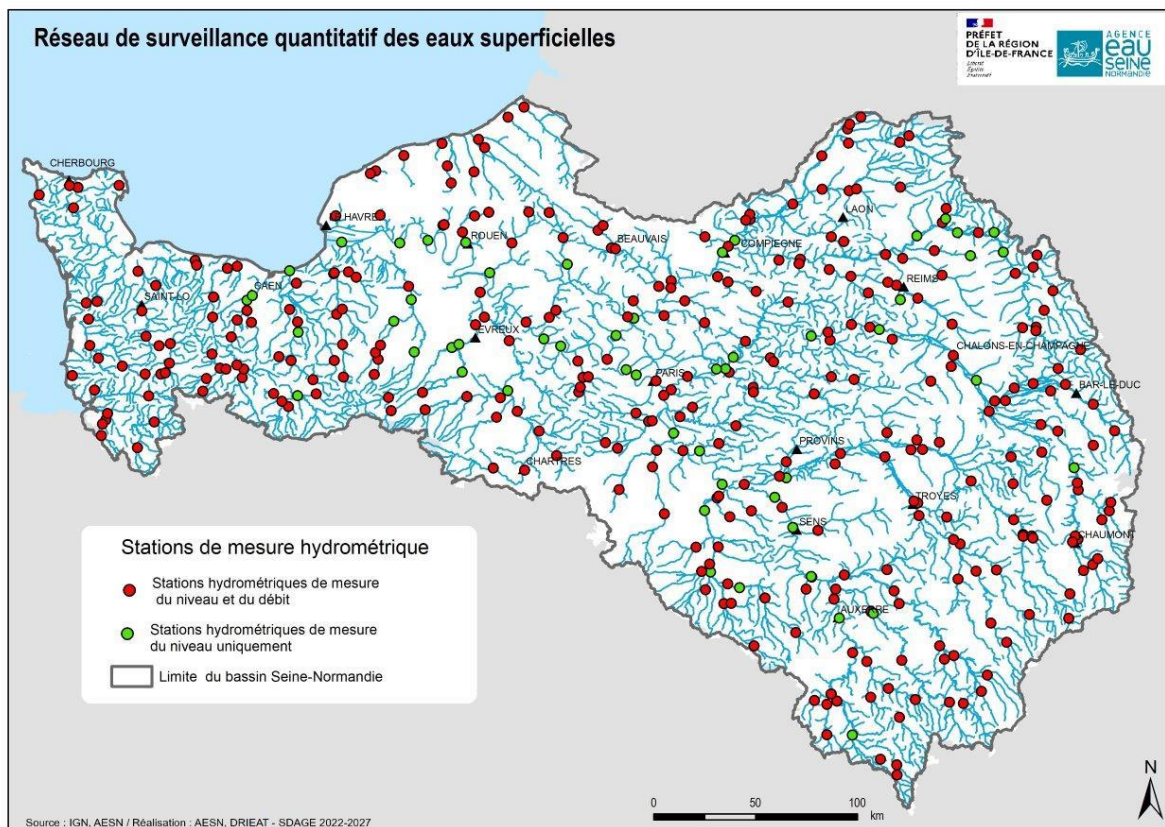 Réseau de surveillance quantitatif des eaux superficielles
PRÉFET
DE LA RÉGION
D'ÎLE-DE-FRANCE
Liberté
Égalité
Fraternité
AGENCE
eau
SEINE
NORMANDIE
CHERBOURG
LE HAVRE
ROUEN
BEAUVAIS
LAON
COMPIEGNE
REIMS
SAINT-LO
CAEN
EVREUX
CHALONS-EN-CHAMPAGNE
PARIS
BAR-LE-DUC
PROVINS
CHARTRES
TROYES
SENS
CHAUMONT
AUXERRE
Stations de mesure hydrométrique
Stations hydrométriques de mesure
du niveau et du débit
Stations hydrométriques de mesure
du niveau uniquement
Limite du bassin Seine-Normandie
N
0 50 100
km
Source : IGN, AESN / Réalisation : AESN, DRIEAT - SDAGE 2022-2027